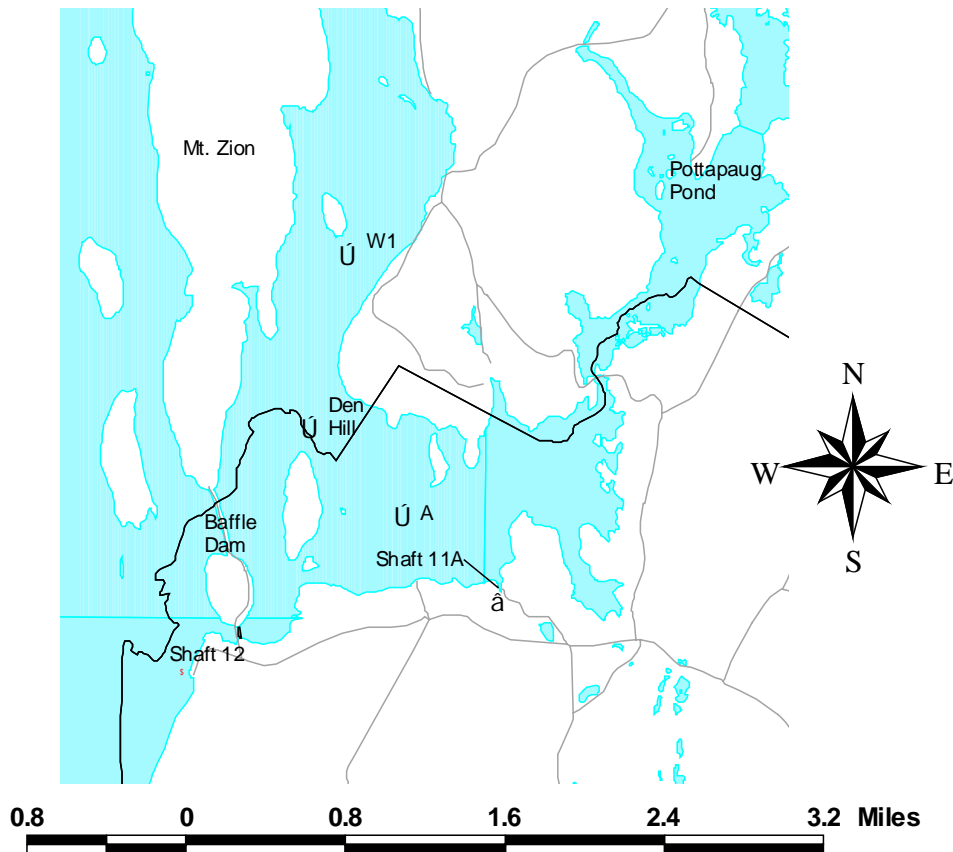 Mt. Zion
Pottapaug
Pond
Ú W1
N
Den
Ú Hill
W E
Ú A
Baffle
Dam
S
Shaft 11A
â
Shaft 12
$
0.8 0 0.8 1.6 2.4 3.2 Miles